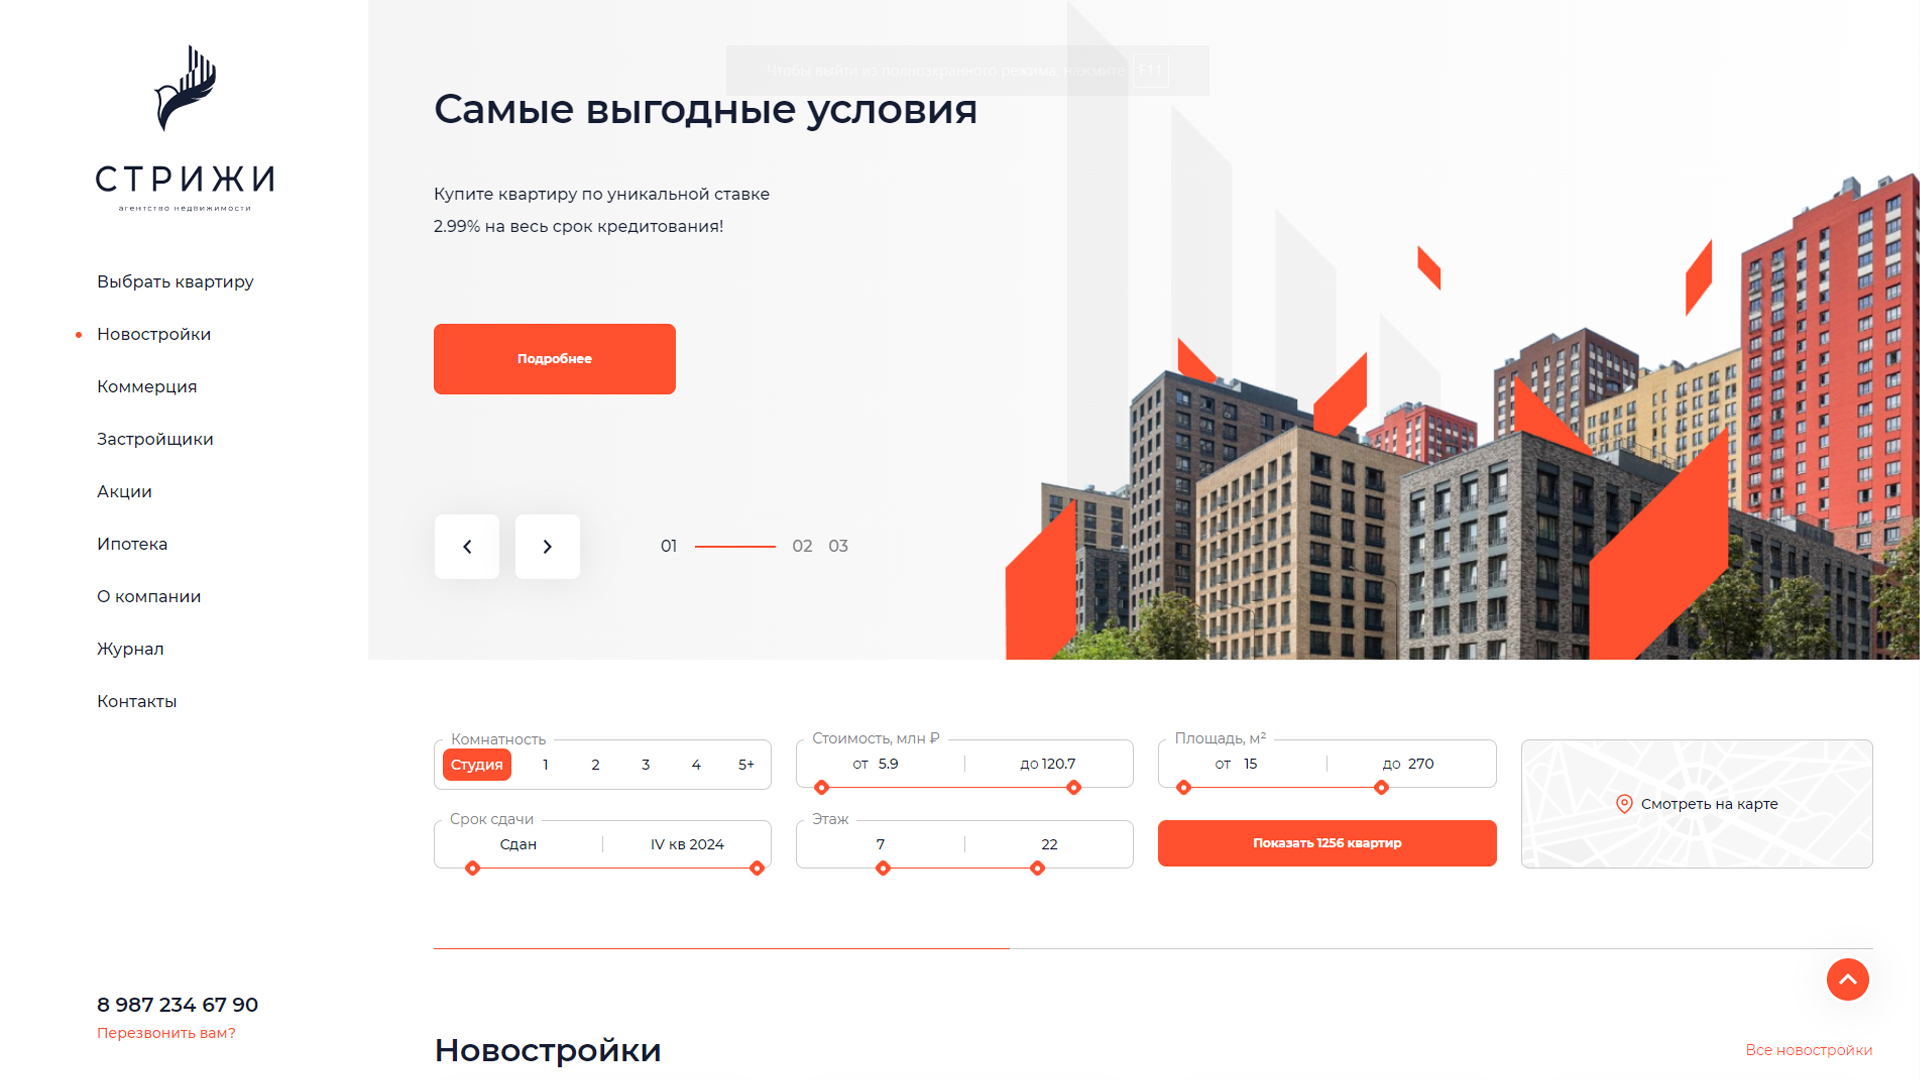 СТРИЖИ
агентство недвижимости
Выбрать квартиру
Новостройки
Коммерция
Застройщики
Акции
Ипотека
О компании
Журнал
Контакты
8 987 234 67 90
Перезвонить вам?
Чтобы выйти из полноэкранного режима, нажмите F11
Самые выгодные условия
Купите квартиру по уникальной ставке
2.99% на весь срок кредитования!
Подробнее
01 02 03
Комнатность
Студия 1 2 3 4 5+
Стоимость, млн ₽
от 5.9 до 120.7
Площадь, м²
от 15 до 270
Срок сдачи
Сдан IV кв 2024
Этаж
7 22
Показать 1256 квартир
Смотреть на карте
Новостройки
Все новостройки